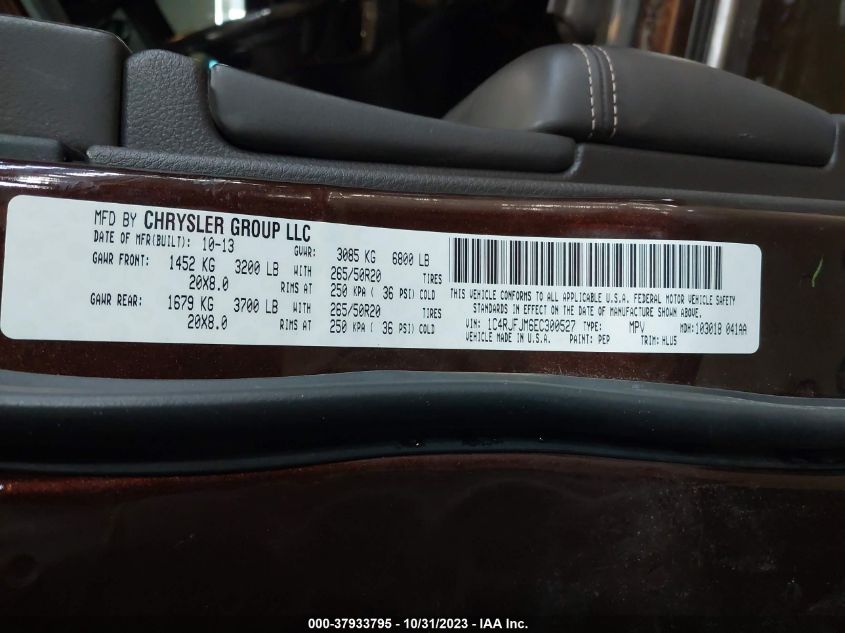 MFD BY CHRYSLER GROUP LLC
DATE OF MFR(BUILT): 10-13 GVWR: 3085 KG 6800 LB
GAWR FRONT: 1452 KG 3200 LB WITH 265/50R20 TIRES
20X8.0 RIMS AT 250 KPA ( 36 PSI) COLD
GAWR REAR: 1679 KG 3700 LB WITH 265/50R20 TIRES
20X8.0 RIMS AT 250 KPA ( 36 PSI) COLD
THIS VEHICLE CONFORMS TO ALL APPLICABLE U.S.A. FEDERAL MOTOR VEHICLE SAFETY
STANDARDS IN EFFECT ON THE DATE OF MANUFACTURE SHOWN ABOVE.
VIN: 1C4RJFJM6EC300527 TYPE: MPV MDH: 103018 041AA
VEHICLE MADE IN U.S.A. PAINT: PEP TRIM: HLU5
000-37933795 - 10/31/2023 - IAA Inc.